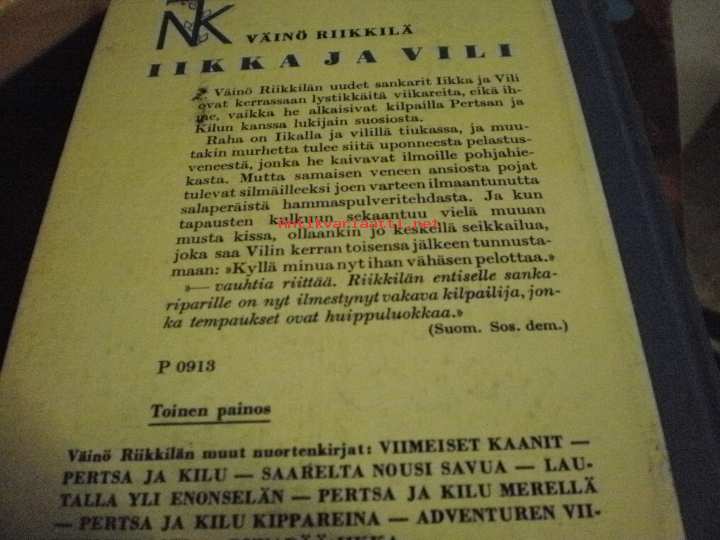 NK
VÄINÖ RIIKKILÄ
IIKKA JA VILI
Väinö Riikkilän uudet sankarit Iikka ja Vili
ovat kerrassaan lystikkäitä viikareita, eikä ih-
me, vaikka he alkaisivat kilpailla Pertsan ja
Kilun kanssa lukijain suosiosta.
Raha on Iikalla ja vilillä tiukassa, ja muu-
takin murhetta tulee siitä uponneesta pelastus-
veneestä, jonka he kaivavat ilmoille pohjahie-
kasta. Mutta samaisen veneen ansiosta pojat
tulevat silmäilleeksi joen varteen ilmaantunutta
salaperäistä hammaspulveritehdasta. Ja kun
tapausten kulkuun sekaantuu vielä muuan
musta kissa, ollaankin jo keskellä seikkailua,
joka saa Vilin kerran toisensa jälkeen tunnusta-
maan: »Kyllä minua nyt ihan vähäsen pelottaa.»
»— vauhtia riittää. Riikkilän entiselle sanka-
riparille on nyt ilmestynyt vakava kilpailija, jon-
ka tempaukset ovat huippuluokkaa.»
(Suom. Sos. dem.)
Antikvariaatti.net
P 0913
Toinen painos
Väinö Riikkilän muut nuortenkirjat: VIIMEISET KAANIT —
PERTSA JA KILU — SAARELTA NOUSI SAVUA — LAU-
TALLA YLI ENONSELÄN — PERTSA JA KILU MERELLÄ
— PERTSA JA KILU KIPPAREINA — ADVENTUREN VII-